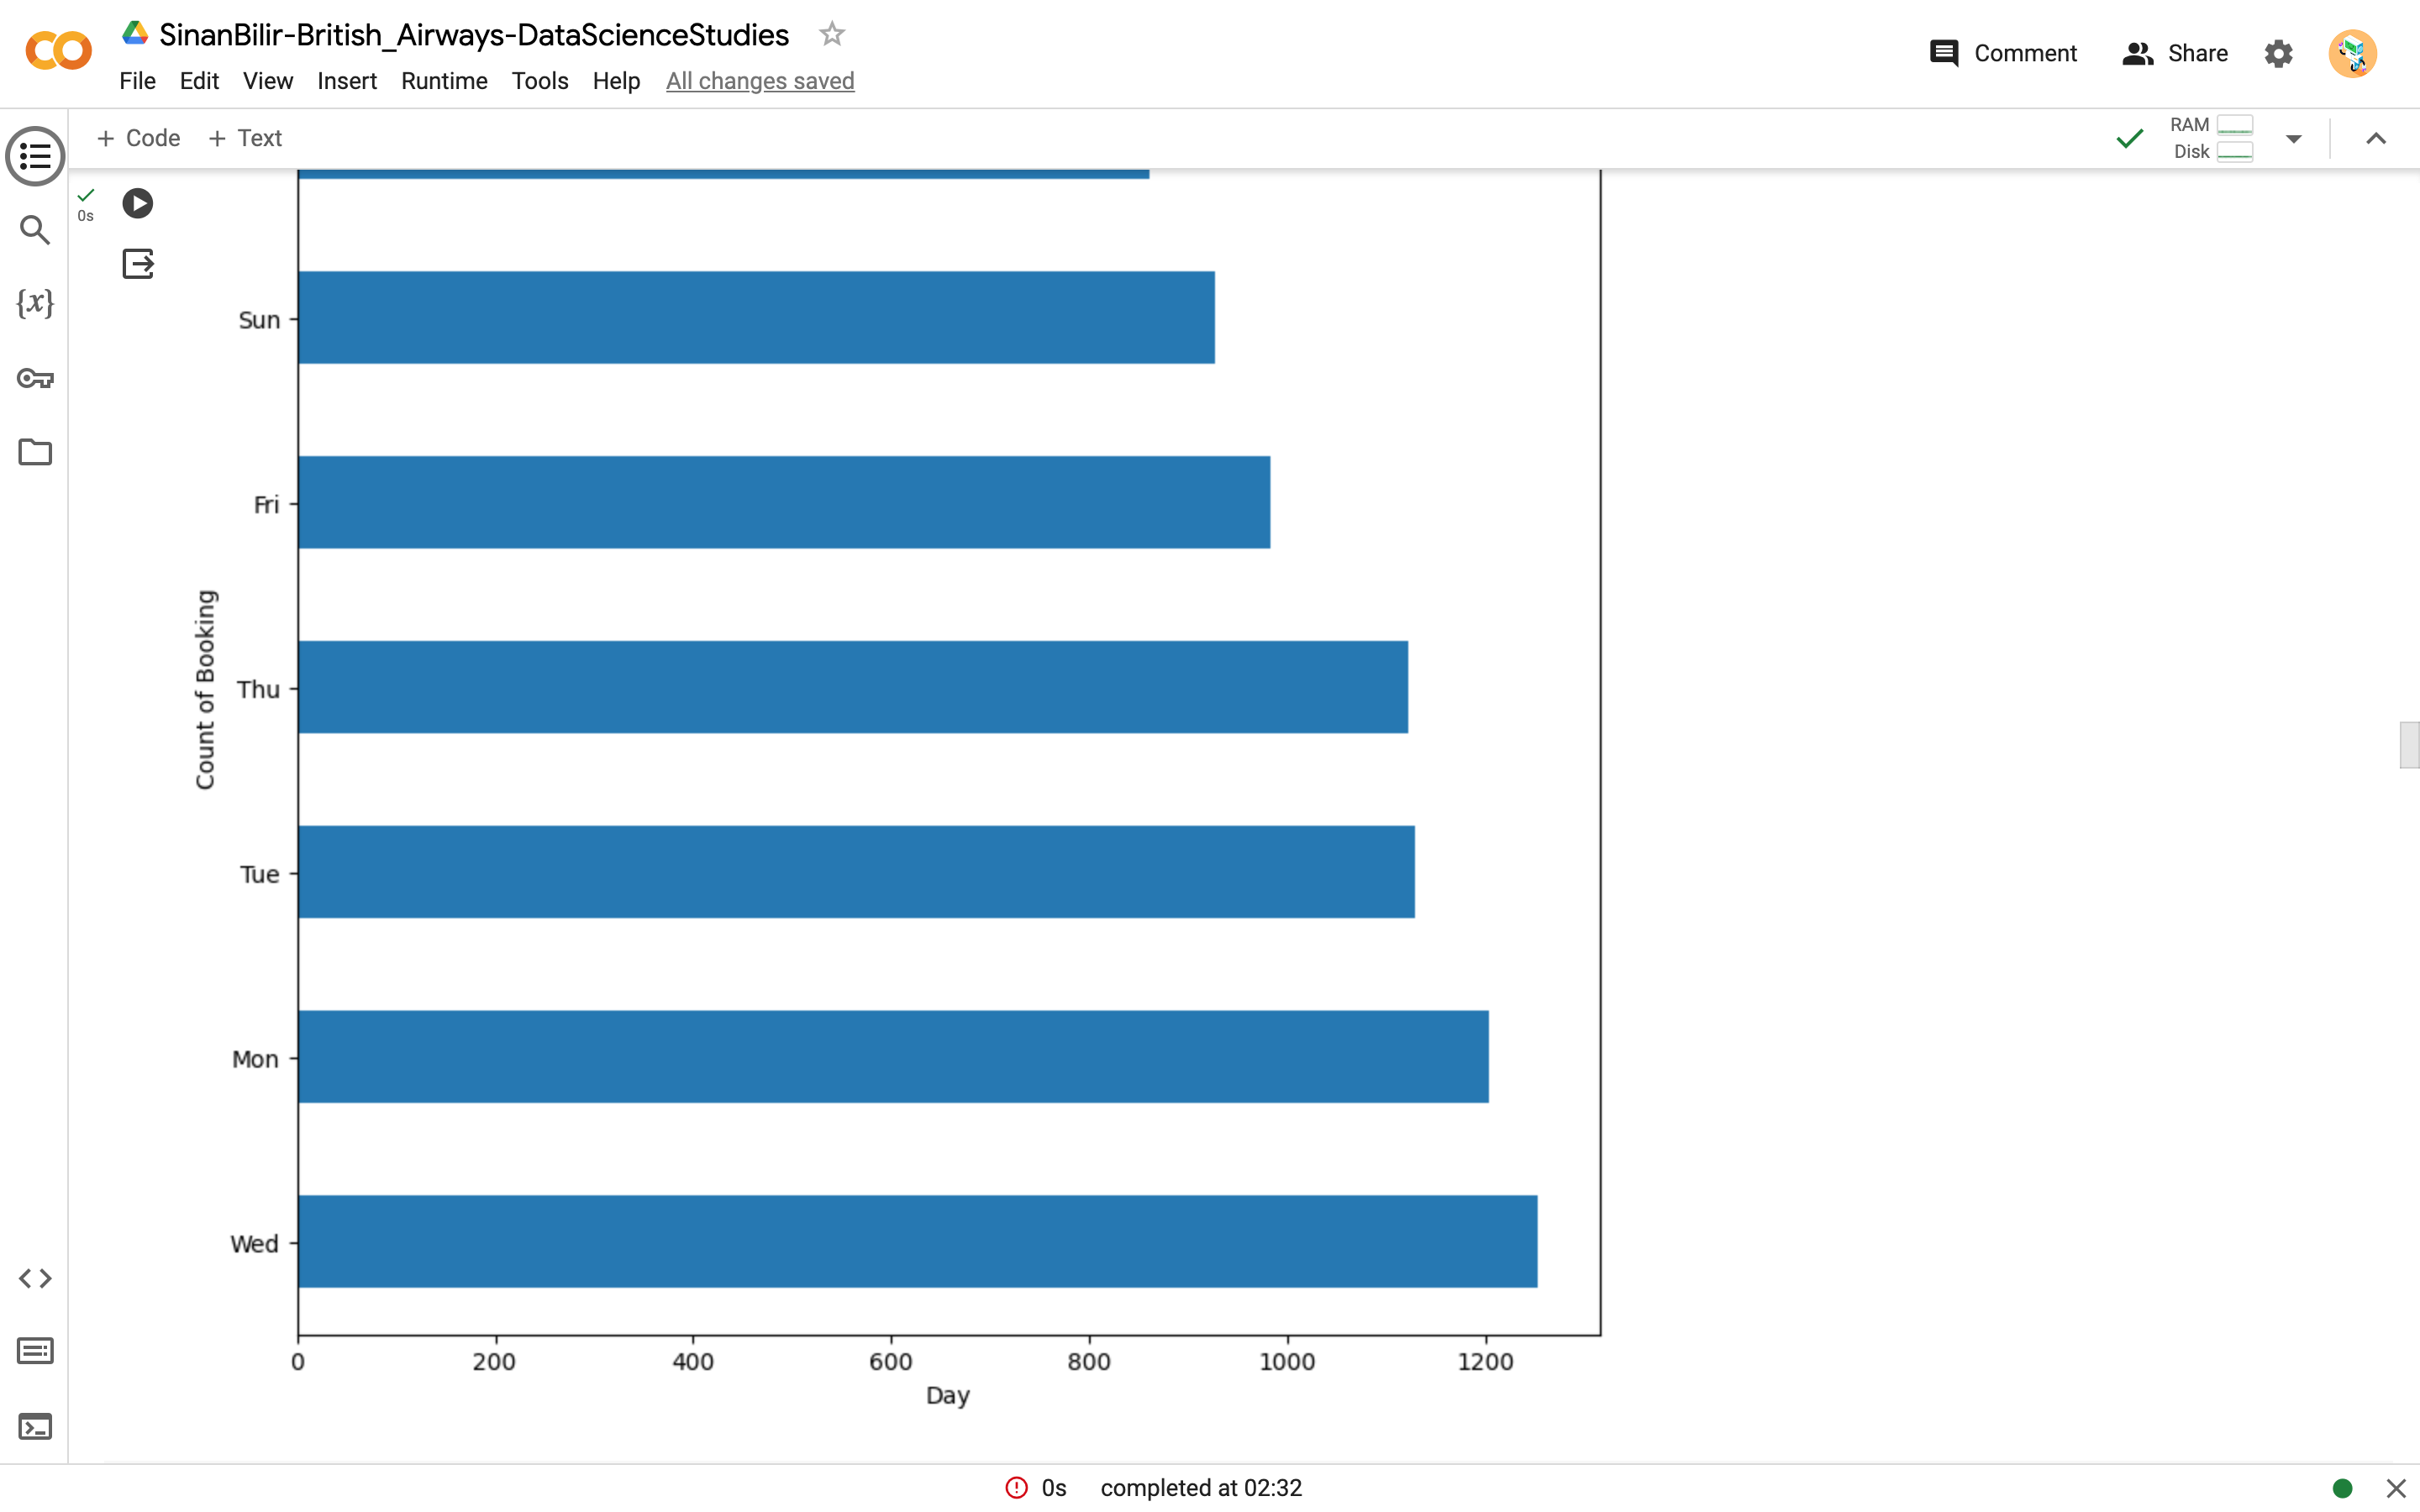 SinanBilir-British_Airways-DataScienceStudies
Comment
Share
File Edit View Insert Runtime Tools Help All changes saved
+ Code + Text
RAM
Disk
0s
{x}
Sun
Fri
Thu
Count of Booking
Tue
Mon
Wed
0 200 400 600 800 1000 1200
Day
0s completed at 02:32